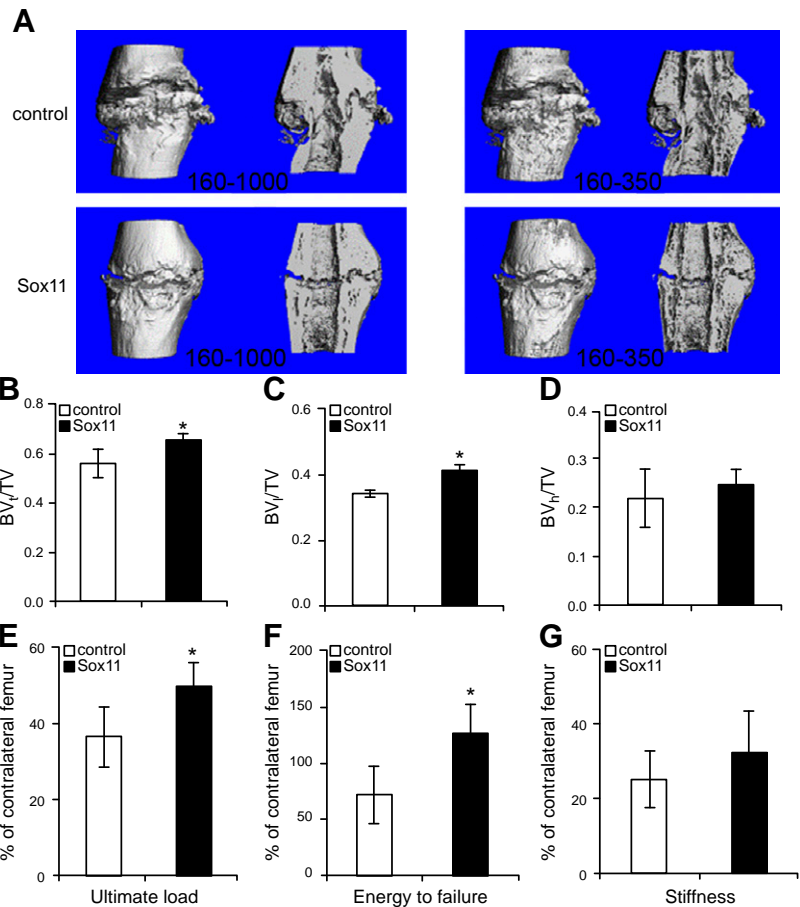 A
control
160-1000
160-350
Sox11
160-1000
160-350
B
control
Sox11
*
0.8
0.6
0.4
0.2
0.0
BVt/TV
C
control
Sox11
*
0.6
0.4
0.2
0.0
BVl/TV
D
control
Sox11
0.4
0.3
0.2
0.1
0.0
BVh/TV
E
control
Sox11
*
60
40
20
0
% of contralateral femur
Ultimate load
F
control
Sox11
*
200
150
100
50
0
% of contralateral femur
Energy to failure
G
control
Sox11
60
40
20
0
% of contralateral femur
Stiffness